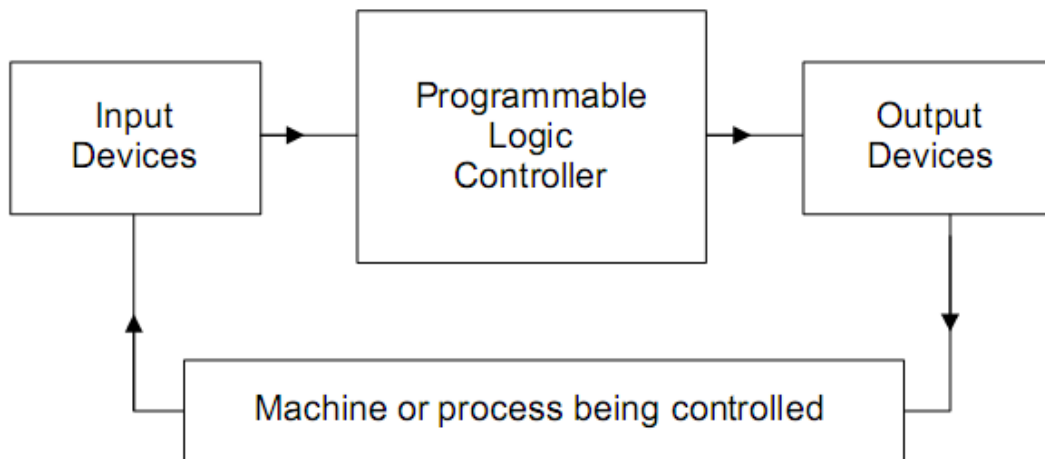 Input
Devices
Programmable
Logic
Controller
Output
Devices
Machine or process being controlled